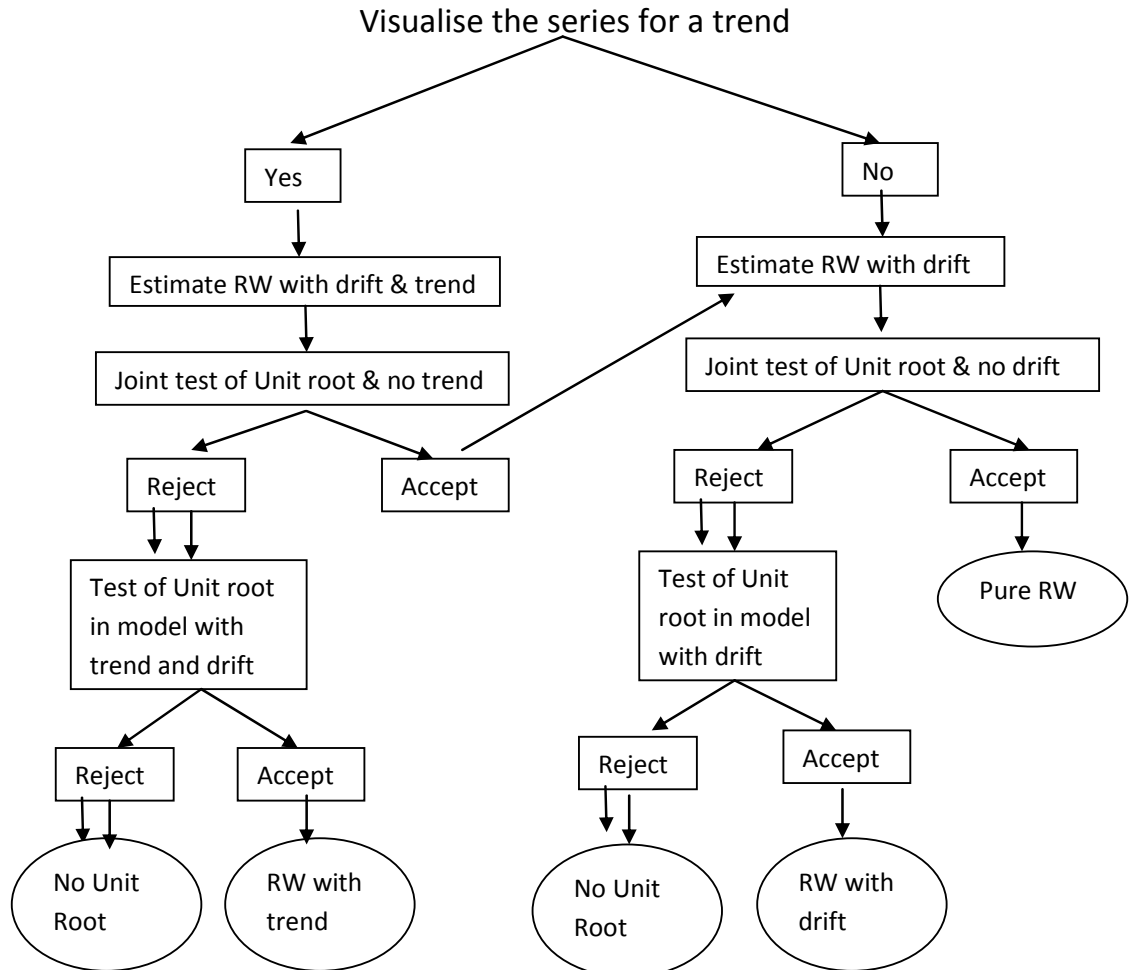 Visualise the series for a trend
Yes
No
Estimate RW with drift & trend
Estimate RW with drift
Joint test of Unit root & no trend
Joint test of Unit root & no drift
Reject
Accept
Reject
Accept
Test of Unit root
in model with
trend and drift
Test of Unit
root in model
with drift
Pure RW
Reject
Accept
Reject
Accept
No Unit
Root
RW with
trend
No Unit
Root
RW with
drift